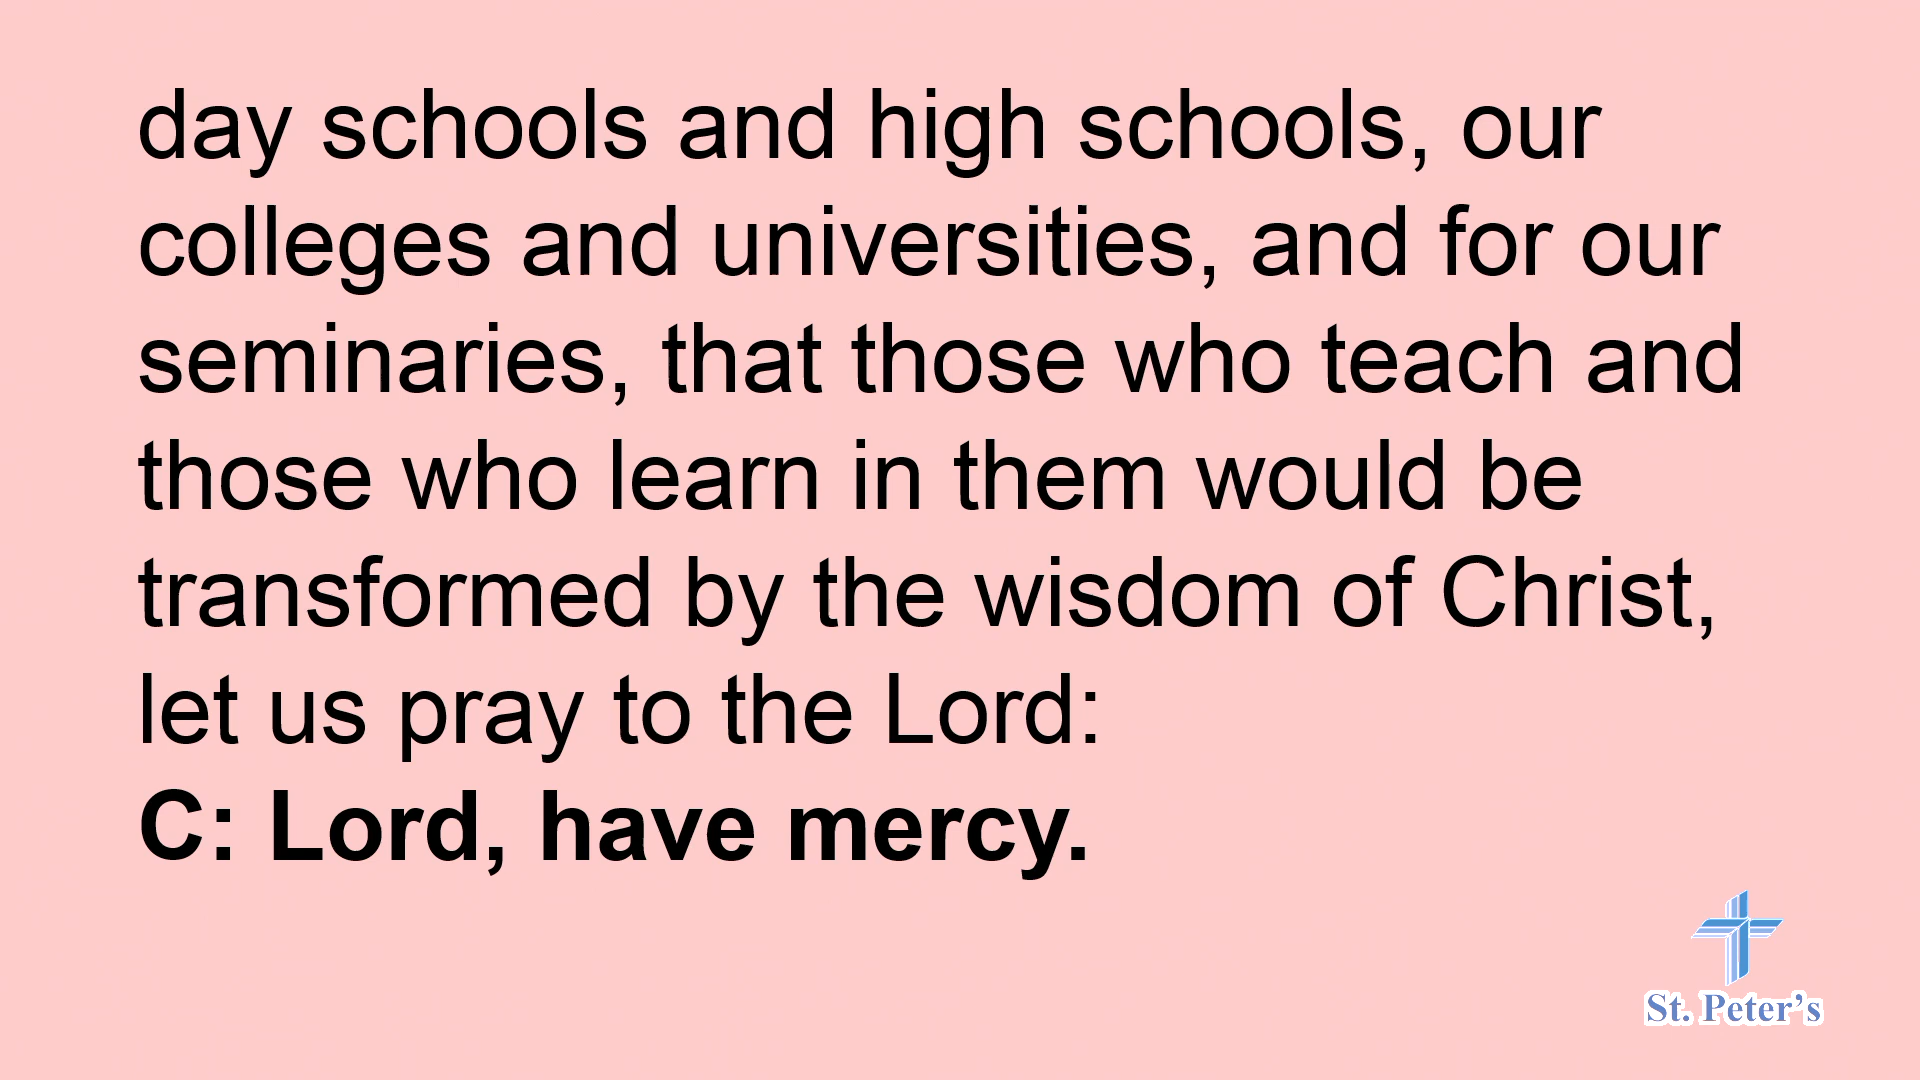 day schools and high schools, our
colleges and universities, and for our
seminaries, that those who teach and
those who learn in them would be
transformed by the wisdom of Christ,
let us pray to the Lord:
C: Lord, have mercy.
St. Peter’s